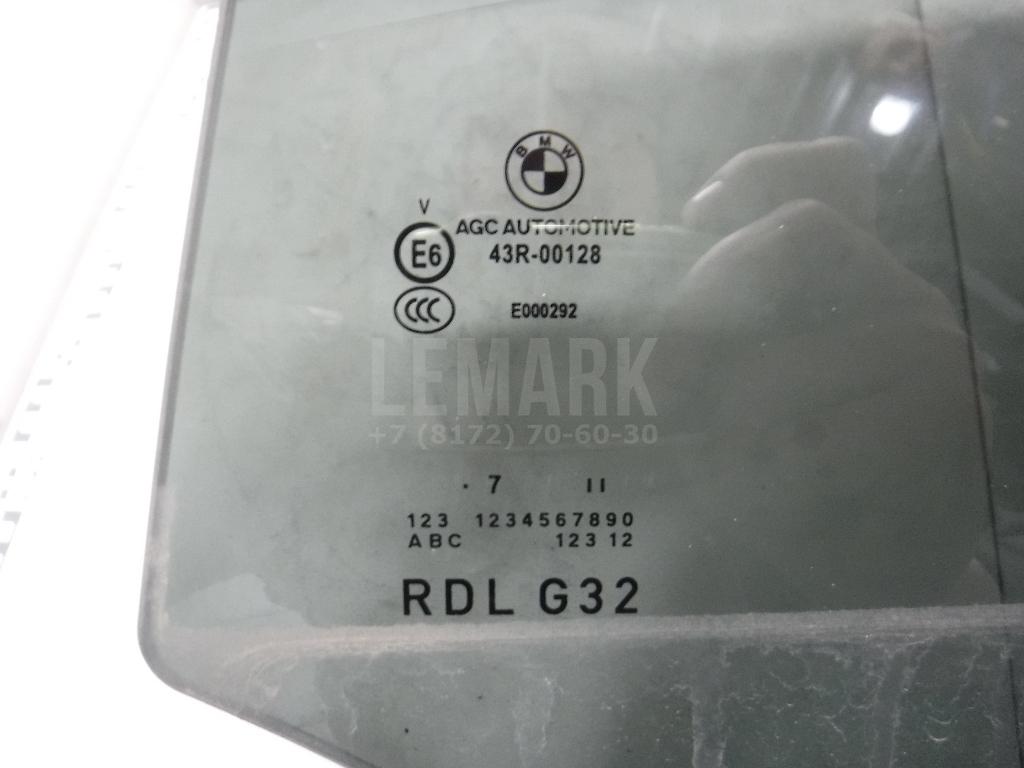 BMW
V
AGC AUTOMOTIVE
E6
43R-00128
CCC
E000292
LEMARK
+7 (8172) 70-60-30
. 7 II
123 1234567890
ABC 123 12
RDL G32